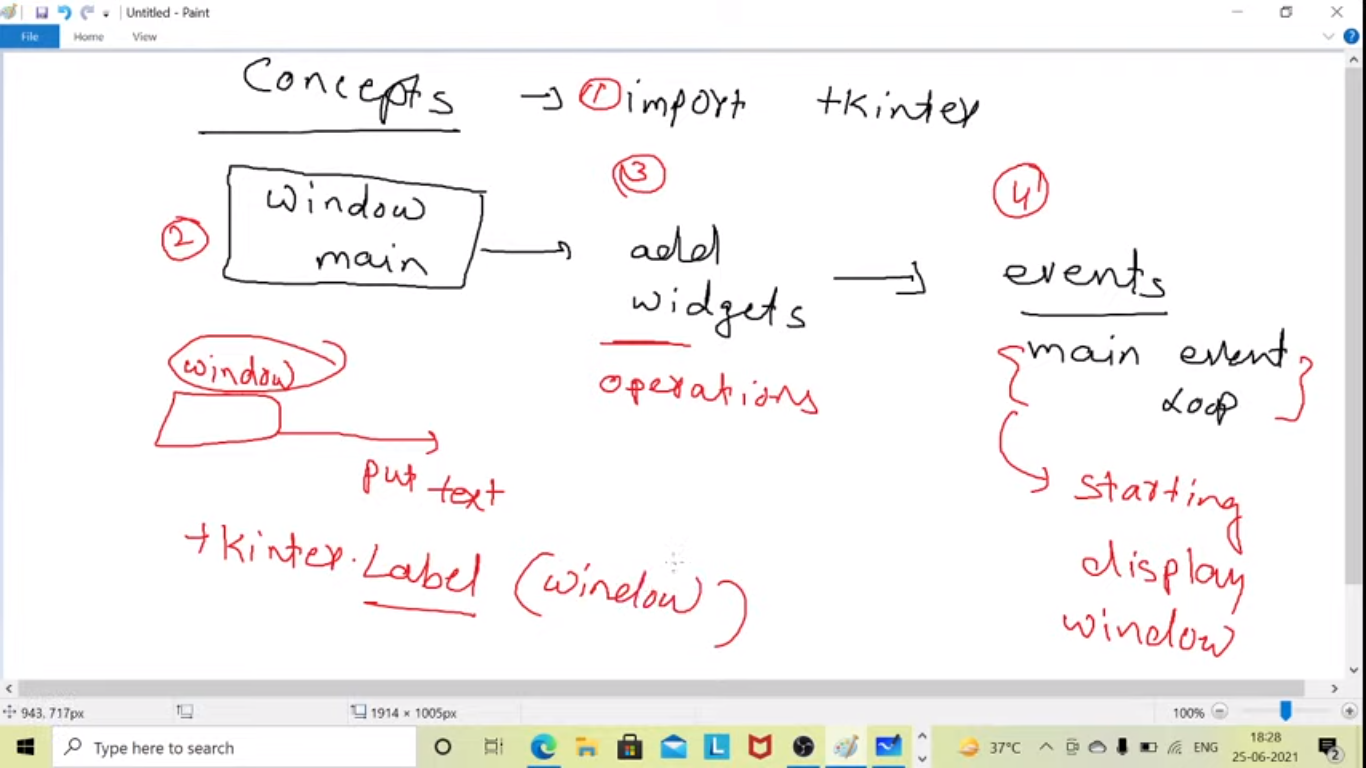 Untitled - Paint
File Home View
Concepts → ① import tkinter
③
4
② window
main
add
widgets
events
operations
{ main event
Loop }
window
put text
starting
display
window
tkinter.Label (window)
943, 717px
1914 × 1005px
100%
Type here to search
37°C
ENG
18:28
25-06-2021
2